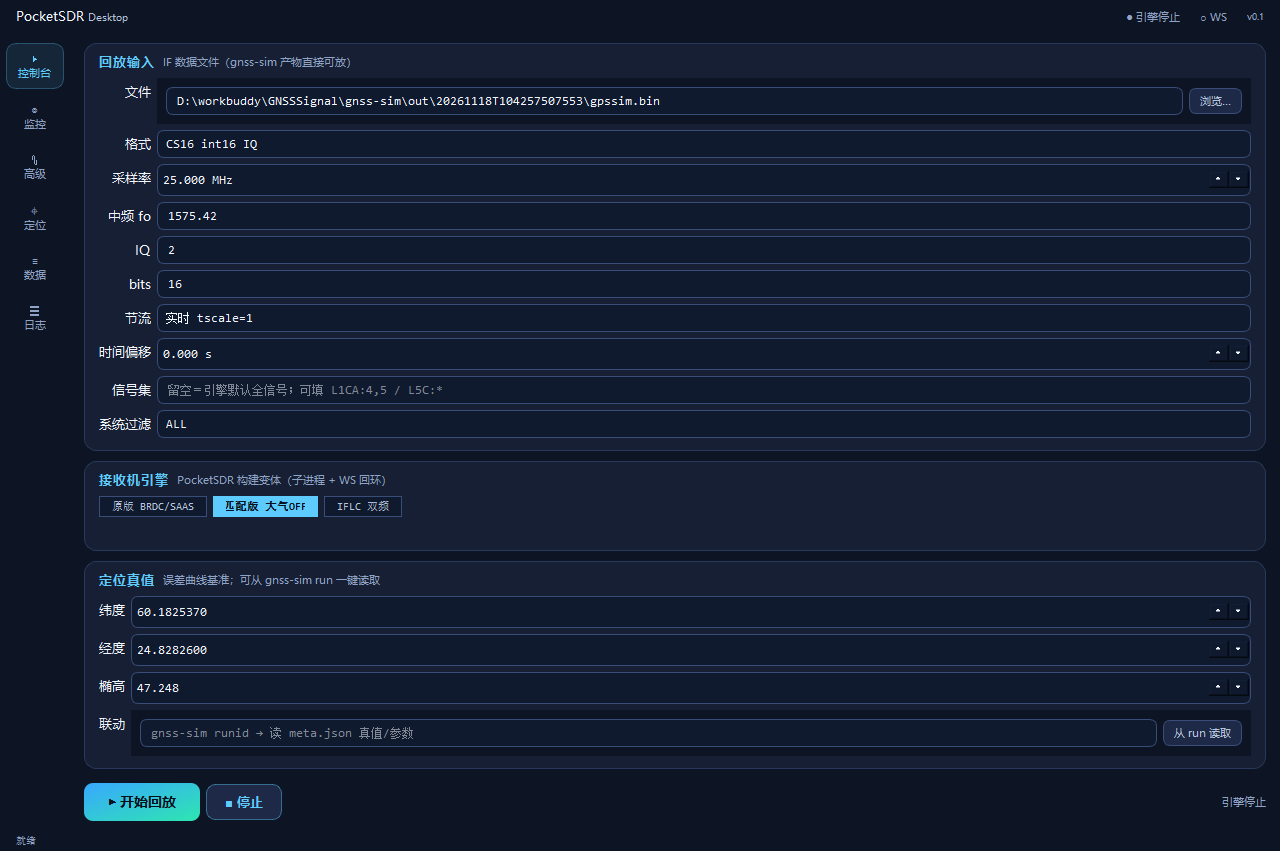 PocketSDR Desktop
● 引擎停止 ○ WS v0.1
控制台
监控
高级
定位
数据
日志
回放输入 IF 数据文件（gnss-sim 产物直接可放）
文件 D:\workbuddy\GNSSSignal\gnss-sim\out\20261118T104257507553\gpssim.bin 浏览...
格式 CS16 int16 IQ
采样率 25.000 MHz
中频 fo 1575.42
IQ 2
bits 16
节流 实时 tscale=1
时间偏移 0.000 s
信号集 留空＝引擎默认全信号；可填 L1CA:4,5 / L5C:*
系统过滤 ALL
接收机引擎 PocketSDR 构建变体（子进程 + WS 回环）
原版 BRDC/SAAS 匹配版 大气OFF IFLC 双频
定位真值 误差曲线基准；可从 gnss-sim run 一键读取
纬度 60.1825370
经度 24.8282600
椭高 47.248
联动 gnss-sim runid → 读 meta.json 真值/参数 从 run 读取
▶ 开始回放 ■ 停止 引擎停止
就绪